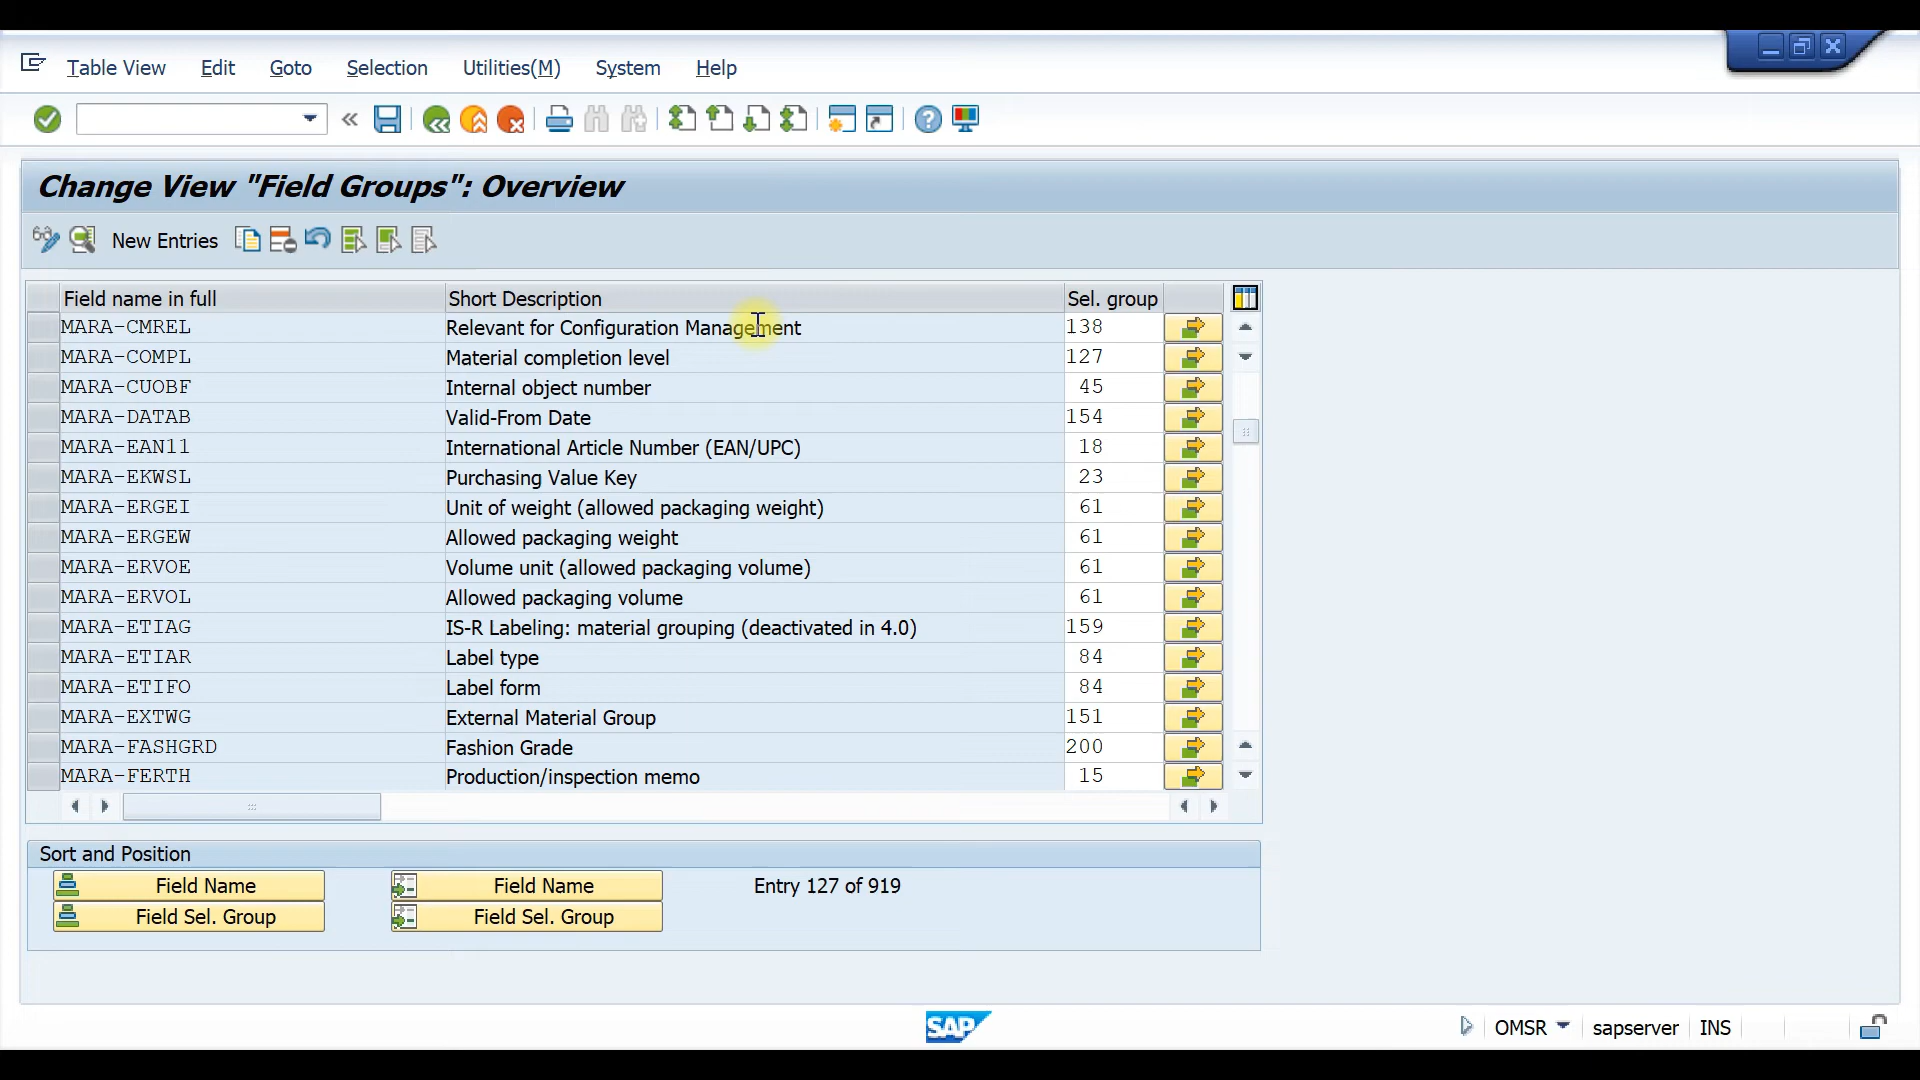 Table View Edit Goto Selection Utilities(M) System Help
Change View "Field Groups": Overview
New Entries
Field name in full Short Description Sel. group
MARA-CMREL Relevant for Configuration Management 138
MARA-COMPL Material completion level 127
MARA-CUOBF Internal object number 45
MARA-DATAB Valid-From Date 154
MARA-EAN11 International Article Number (EAN/UPC) 18
MARA-EKWSL Purchasing Value Key 23
MARA-ERGEI Unit of weight (allowed packaging weight) 61
MARA-ERGEW Allowed packaging weight 61
MARA-ERVOE Volume unit (allowed packaging volume) 61
MARA-ERVOL Allowed packaging volume 61
MARA-ETIAG IS-R Labeling: material grouping (deactivated in 4.0) 159
MARA-ETIAR Label type 84
MARA-ETIFO Label form 84
MARA-EXTWG External Material Group 151
MARA-FASHGRD Fashion Grade 200
MARA-FERTH Production/inspection memo 15
Sort and Position
Field Name Field Name Entry 127 of 919
Field Sel. Group Field Sel. Group
SAP OMSR sapserver INS